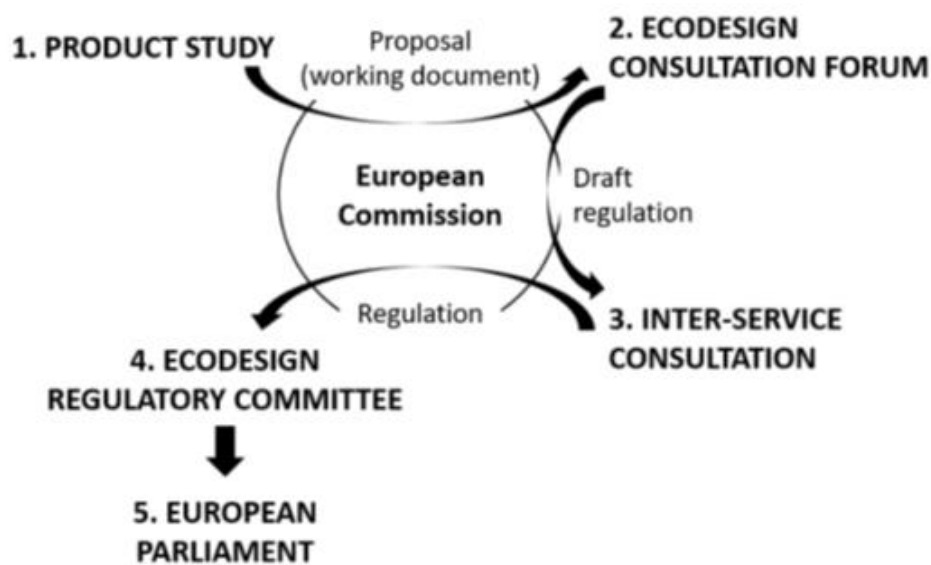 1. PRODUCT STUDY
Proposal
(working document)
2. ECODESIGN
CONSULTATION FORUM
European
Commission
Draft
regulation
Regulation
3. INTER-SERVICE
CONSULTATION
4. ECODESIGN
REGULATORY COMMITTEE
5. EUROPEAN
PARLIAMENT